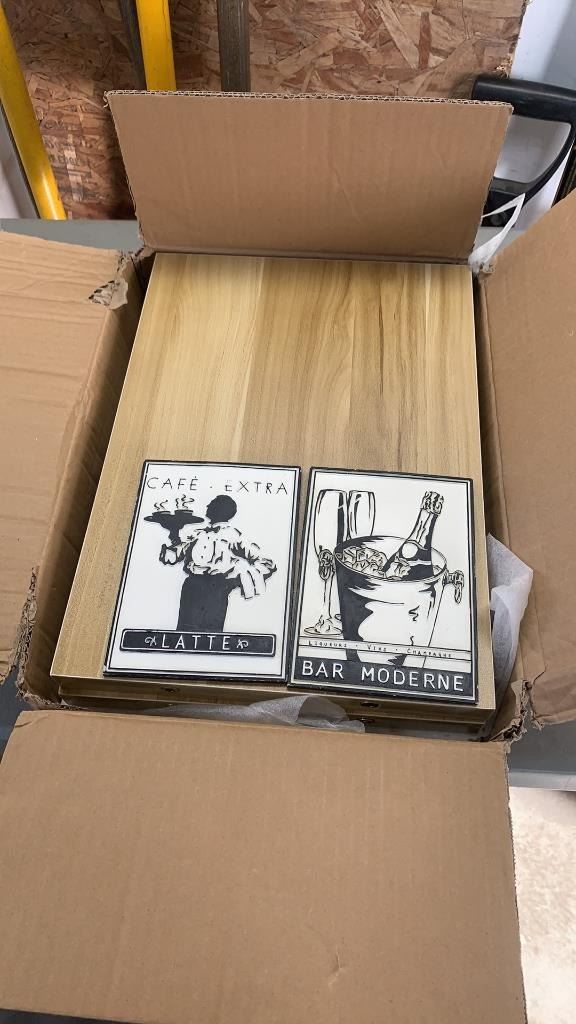 CAFÉ · EXTRA
LATTE
LIQUEURS · VINS · CHAMPAGNE
BAR MODERNE